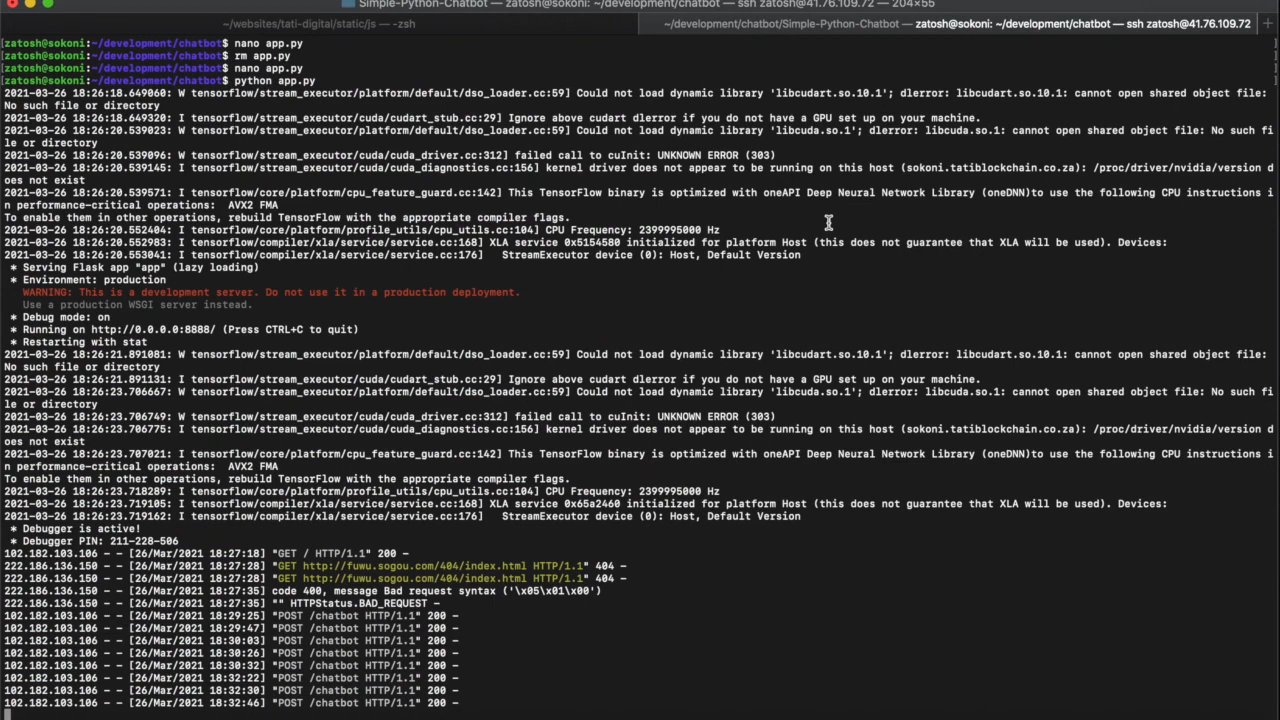 Simple-Python-Chatbot — zatosh@sokoni: ~/development/chatbot — ssh zatosh@41.76.109.72 — 204×55
~/websites/tati-digital/static/js — -zsh
~/development/chatbot/Simple-Python-Chatbot — zatosh@sokoni: ~/development/chatbot — ssh zatosh@41.76.109.72 +
[zatosh@sokoni:~/development/chatbot$ nano app.py
[zatosh@sokoni:~/development/chatbot$ rm app.py
[zatosh@sokoni:~/development/chatbot$ nano app.py
[zatosh@sokoni:~/development/chatbot$ python app.py
2021-03-26 18:26:18.649060: W tensorflow/stream_executor/platform/default/dso_loader.cc:59] Could not load dynamic library 'libcudart.so.10.1'; dlerror: libcudart.so.10.1: cannot open shared object file:
No such file or directory
2021-03-26 18:26:18.649320: I tensorflow/stream_executor/cuda/cudart_stub.cc:29] Ignore above cudart dlerror if you do not have a GPU set up on your machine.
2021-03-26 18:26:20.539023: W tensorflow/stream_executor/platform/default/dso_loader.cc:59] Could not load dynamic library 'libcuda.so.1'; dlerror: libcuda.so.1: cannot open shared object file: No such fi
le or directory
2021-03-26 18:26:20.539096: W tensorflow/stream_executor/cuda/cuda_driver.cc:312] failed call to cuInit: UNKNOWN ERROR (303)
2021-03-26 18:26:20.539145: I tensorflow/stream_executor/cuda/cuda_diagnostics.cc:156] kernel driver does not appear to be running on this host (sokoni.tatiblockchain.co.za): /proc/driver/nvidia/version d
oes not exist
2021-03-26 18:26:20.539571: I tensorflow/core/platform/cpu_feature_guard.cc:142] This TensorFlow binary is optimized with oneAPI Deep Neural Network Library (oneDNN)to use the following CPU instructions i
n performance-critical operations:  AVX2 FMA
To enable them in other operations, rebuild TensorFlow with the appropriate compiler flags.
2021-03-26 18:26:20.552404: I tensorflow/core/platform/profile_utils/cpu_utils.cc:104] CPU Frequency: 2399995000 Hz
2021-03-26 18:26:20.552983: I tensorflow/compiler/xla/service/service.cc:168] XLA service 0x5154580 initialized for platform Host (this does not guarantee that XLA will be used). Devices:
2021-03-26 18:26:20.553041: I tensorflow/compiler/xla/service/service.cc:176]   StreamExecutor device (0): Host, Default Version
* Serving Flask app "app" (lazy loading)
* Environment: production
WARNING: This is a development server. Do not use it in a production deployment.
Use a production WSGI server instead.
* Debug mode: on
* Running on http://0.0.0.0:8888/ (Press CTRL+C to quit)
* Restarting with stat
2021-03-26 18:26:21.891081: W tensorflow/stream_executor/platform/default/dso_loader.cc:59] Could not load dynamic library 'libcudart.so.10.1'; dlerror: libcudart.so.10.1: cannot open shared object file:
No such file or directory
2021-03-26 18:26:21.891131: I tensorflow/stream_executor/cuda/cudart_stub.cc:29] Ignore above cudart dlerror if you do not have a GPU set up on your machine.
2021-03-26 18:26:23.706667: W tensorflow/stream_executor/platform/default/dso_loader.cc:59] Could not load dynamic library 'libcuda.so.1'; dlerror: libcuda.so.1: cannot open shared object file: No such fi
le or directory
2021-03-26 18:26:23.706749: W tensorflow/stream_executor/cuda/cuda_driver.cc:312] failed call to cuInit: UNKNOWN ERROR (303)
2021-03-26 18:26:23.706775: I tensorflow/stream_executor/cuda/cuda_diagnostics.cc:156] kernel driver does not appear to be running on this host (sokoni.tatiblockchain.co.za): /proc/driver/nvidia/version d
oes not exist
2021-03-26 18:26:23.707021: I tensorflow/core/platform/cpu_feature_guard.cc:142] This TensorFlow binary is optimized with oneAPI Deep Neural Network Library (oneDNN)to use the following CPU instructions i
n performance-critical operations:  AVX2 FMA
To enable them in other operations, rebuild TensorFlow with the appropriate compiler flags.
2021-03-26 18:26:23.718289: I tensorflow/core/platform/profile_utils/cpu_utils.cc:104] CPU Frequency: 2399995000 Hz
2021-03-26 18:26:23.719103: I tensorflow/compiler/xla/service/service.cc:168] XLA service 0x65a2460 initialized for platform Host (this does not guarantee that XLA will be used). Devices:
2021-03-26 18:26:23.719162: I tensorflow/compiler/xla/service/service.cc:176]   StreamExecutor device (0): Host, Default Version
* Debugger is active!
* Debugger PIN: 211-228-506
102.182.103.106 - - [26/Mar/2021 18:27:18] "GET / HTTP/1.1" 200 -
222.186.136.150 - - [26/Mar/2021 18:27:28] "GET http://fuwu.sogou.com/404/index.html HTTP/1.1" 404 -
222.186.136.150 - - [26/Mar/2021 18:27:28] "GET http://fuwu.sogou.com/404/index.html HTTP/1.1" 404 -
222.186.136.150 - - [26/Mar/2021 18:27:35] code 400, message Bad request syntax ('\x05\x01\x00')
222.186.136.150 - - [26/Mar/2021 18:27:35] "" HTTPStatus.BAD_REQUEST -
102.182.103.106 - - [26/Mar/2021 18:29:25] "POST /chatbot HTTP/1.1" 200 -
102.182.103.106 - - [26/Mar/2021 18:29:47] "POST /chatbot HTTP/1.1" 200 -
102.182.103.106 - - [26/Mar/2021 18:30:03] "POST /chatbot HTTP/1.1" 200 -
102.182.103.106 - - [26/Mar/2021 18:30:26] "POST /chatbot HTTP/1.1" 200 -
102.182.103.106 - - [26/Mar/2021 18:30:32] "POST /chatbot HTTP/1.1" 200 -
102.182.103.106 - - [26/Mar/2021 18:32:22] "POST /chatbot HTTP/1.1" 200 -
102.182.103.106 - - [26/Mar/2021 18:32:30] "POST /chatbot HTTP/1.1" 200 -
102.182.103.106 - - [26/Mar/2021 18:32:46] "POST /chatbot HTTP/1.1" 200 -